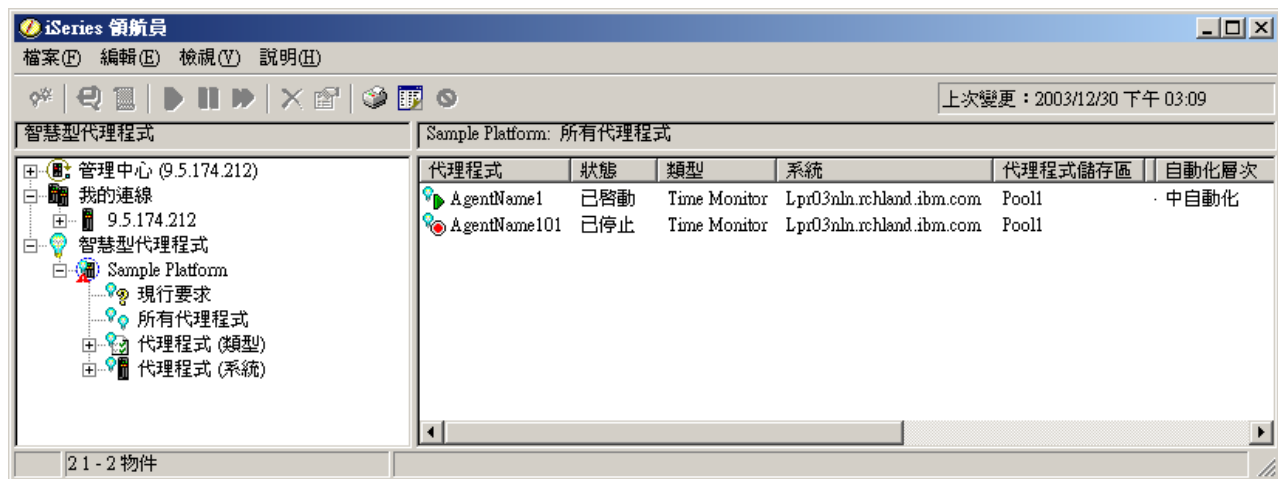 iSeries 領航員
檔案(F) 編輯(E) 檢視(V) 說明(H)
上次變更：2003/12/30 下午 03:09
智慧型代理程式
Sample Platform: 所有代理程式
管理中心 (9.5.174.212)
我的連線
9.5.174.212
智慧型代理程式
Sample Platform
現行要求
所有代理程式
代理程式 (類型)
代理程式 (系統)
代理程式 狀態 類型 系統 代理程式儲存區 自動化層次
AgentName1 已啓動 Time Monitor Lpr03nln.rchland.ibm.com Pool1 中自動化
AgentName101 已停止 Time Monitor Lpr03nln.rchland.ibm.com Pool1
2 1 - 2 物件